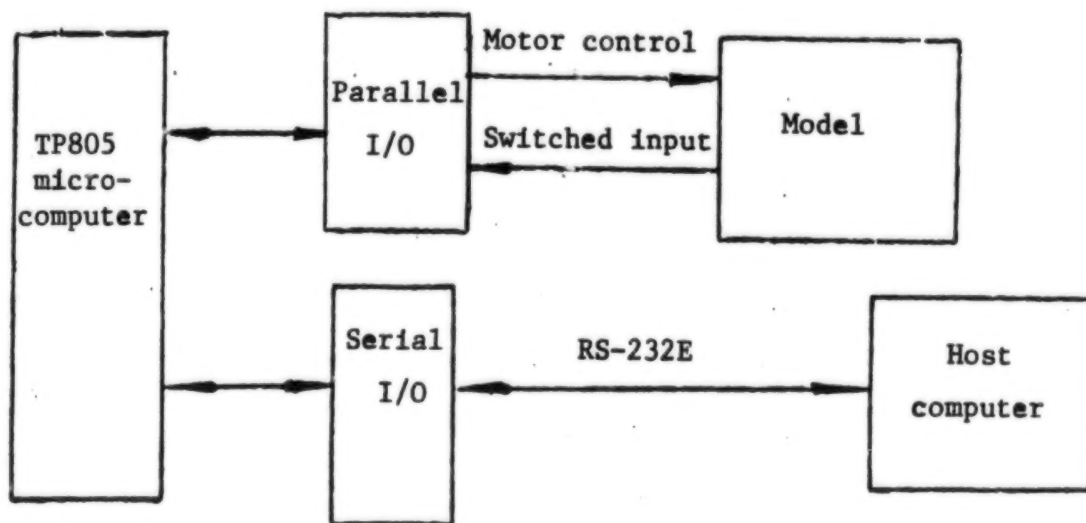 TP805
micro-
computer
Parallel
I/O
Motor control
Switched input
Model
Serial
I/O
RS-232E
Host
computer